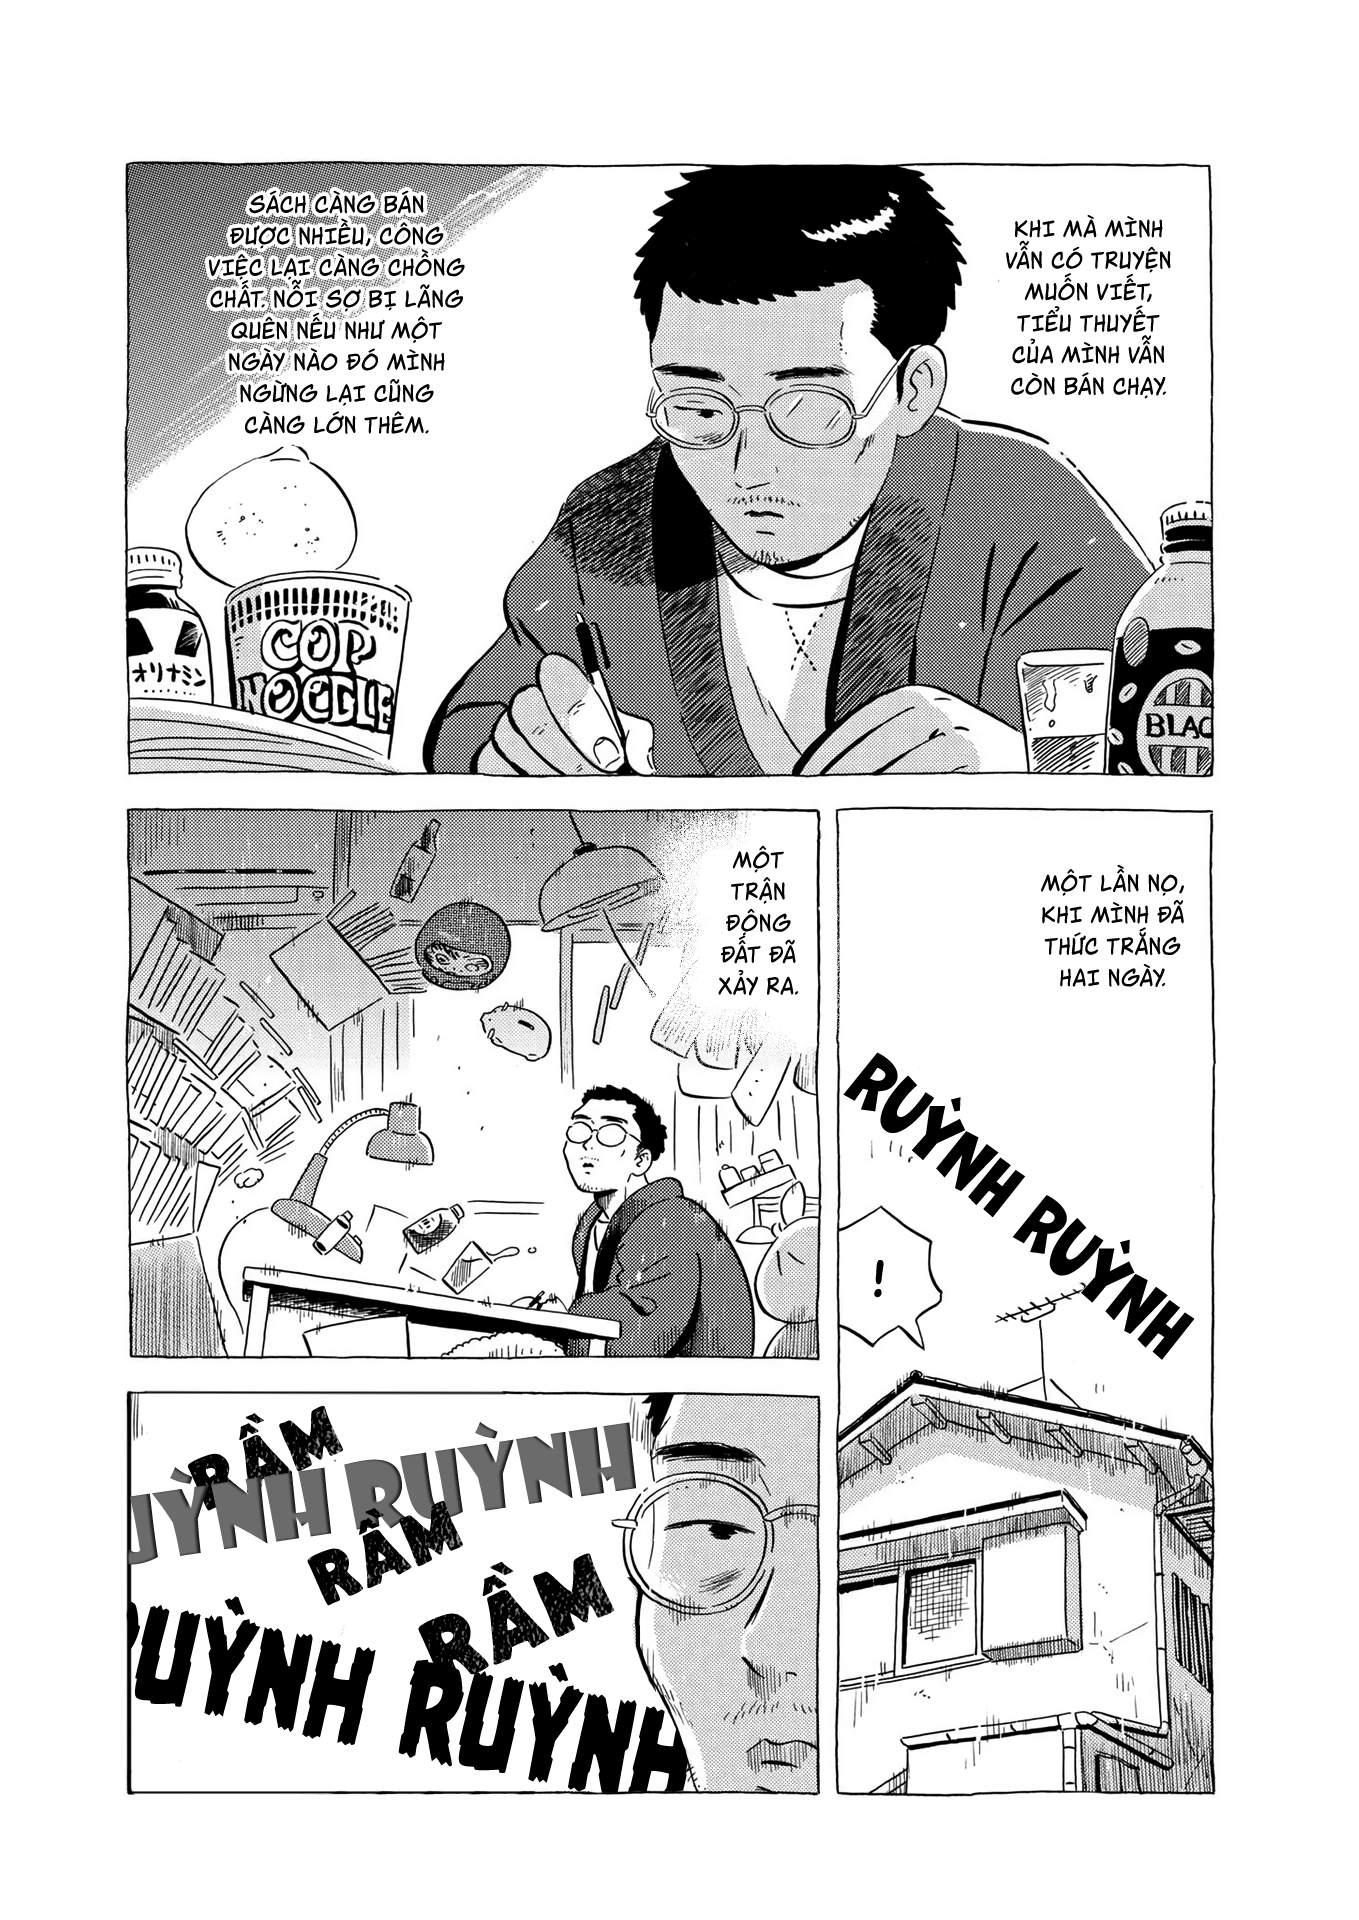 KHI MÀ MÌNH
VẪN CÓ TRUYỆN
MUỐN VIẾT,
TIỂU THUYẾT
CỦA MÌNH VẪN
CÒN BÁN CHẠY.
SÁCH CÀNG BÁN
ĐƯỢC NHIỀU, CÔNG
VIỆC LẠI CÀNG CHỒNG
CHẤT. NỖI SỢ BỊ LÃNG
QUÊN NẾU NHƯ MỘT
NGÀY NÀO ĐÓ MÌNH
NGỪNG LẠI CŨNG
CÀNG LỚN THÊM.
オリナミン
COP
NOODLE
BLAC
MỘT LẦN NỌ,
KHI MÌNH ĐÃ
THỨC TRẮNG
HAI NGÀY.
RUỲNH RUỲNH
!
MỘT
TRẬN
ĐỘNG
ĐẤT ĐÃ
XẢY RA.
RẦM
UỲNH RUỲNH
RẦM
RẦM
RUỲNH RUỲNH